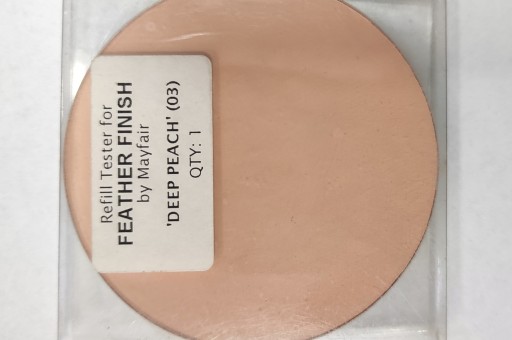 Refill Tester for
FEATHER FINISH
by Mayfair
'DEEP PEACH' (03)
QTY: 1